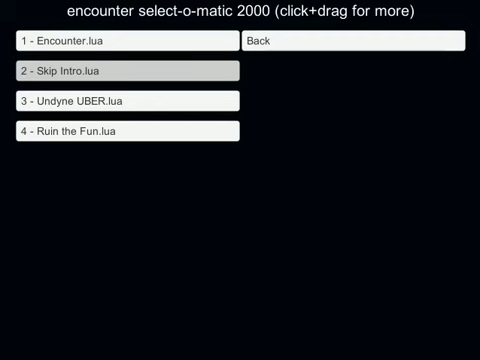 encounter select-o-matic 2000 (click+drag for more)
1 - Encounter.lua
Back
2 - Skip Intro.lua
3 - Undyne UBER.lua
4 - Ruin the Fun.lua